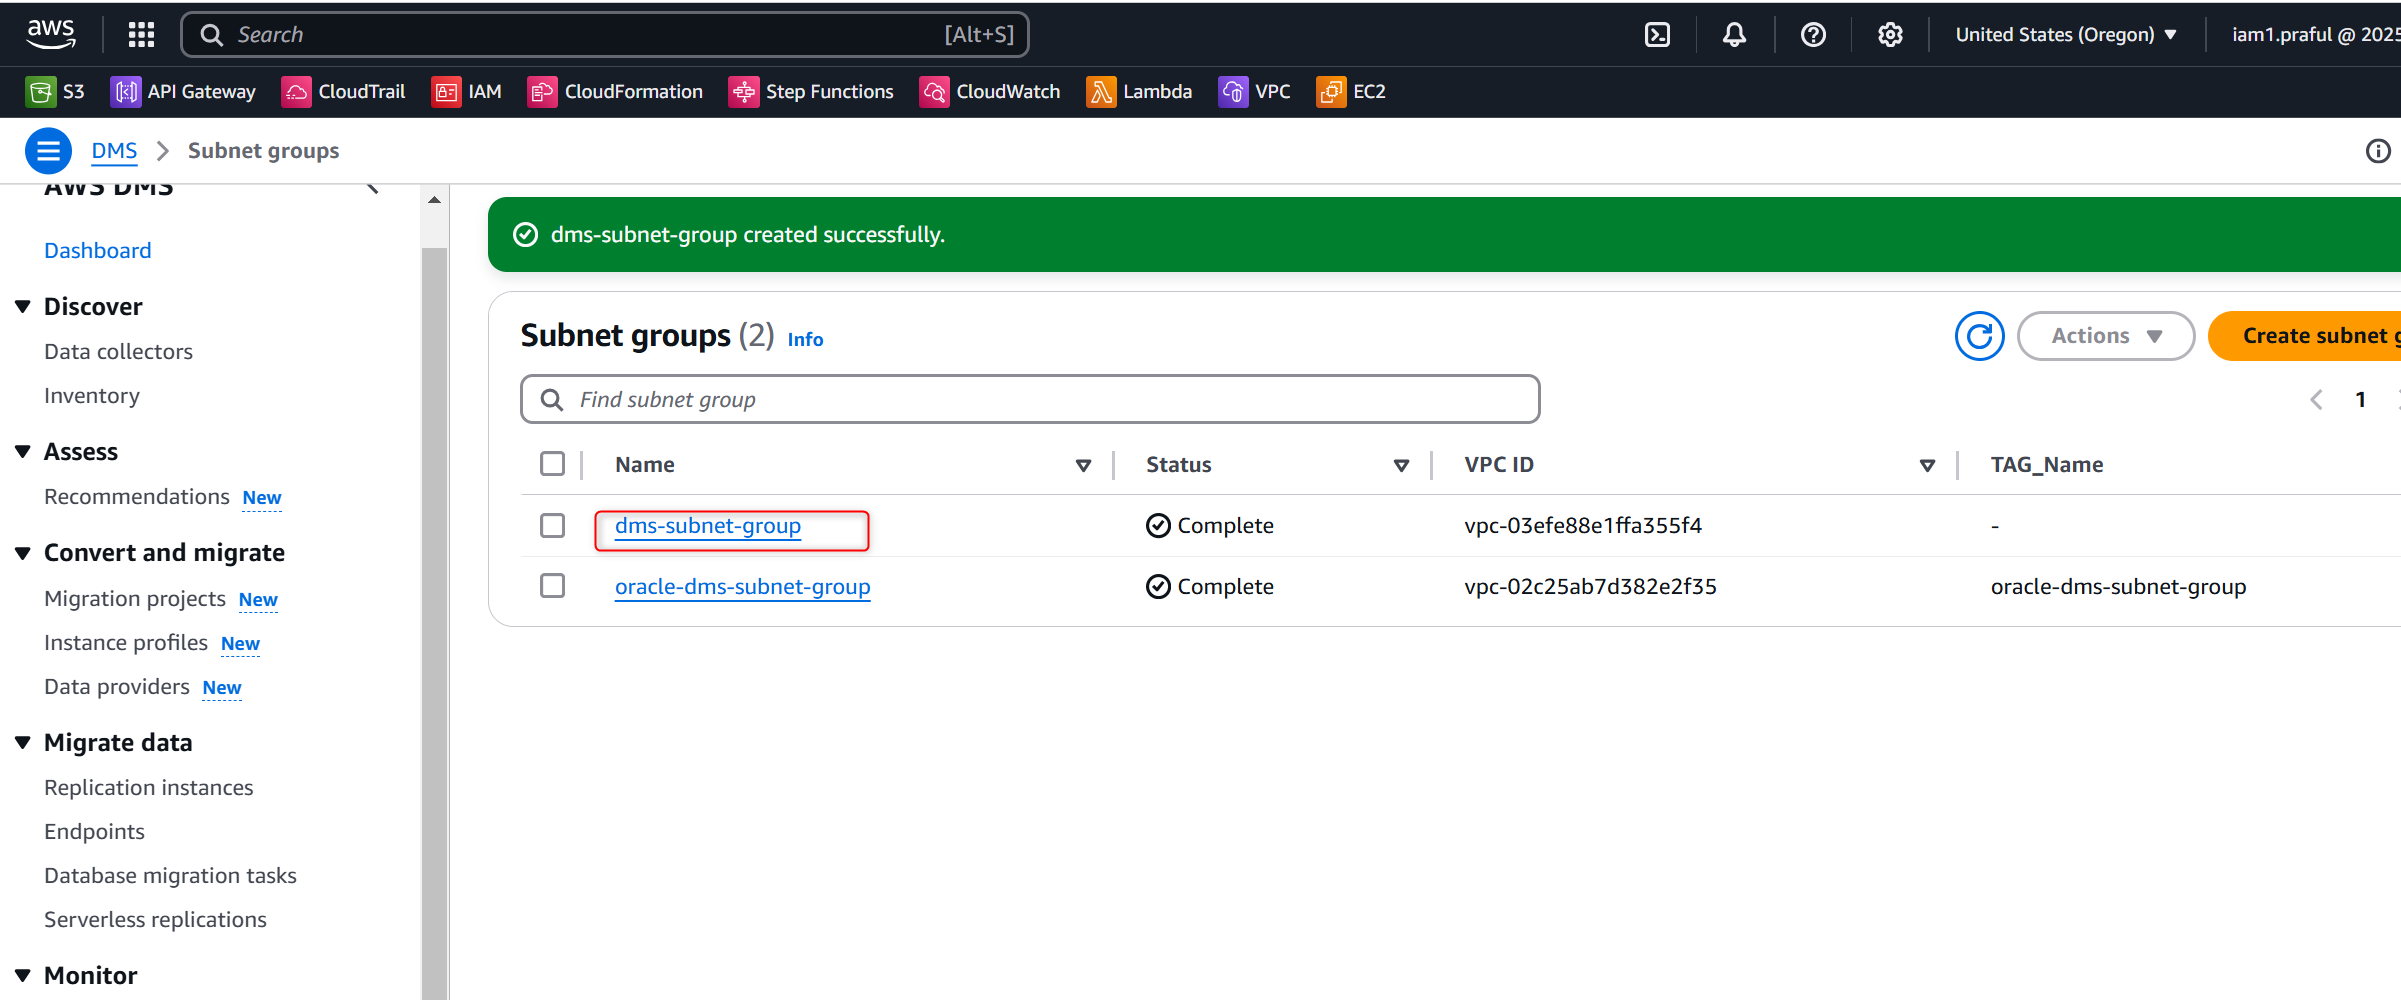 aws Search [Alt+S] United States (Oregon) iam1.praful @ 2025
S3 API Gateway CloudTrail IAM CloudFormation Step Functions CloudWatch Lambda VPC EC2
DMS Subnet groups
AWS DMS
Dashboard
Discover
Data collectors
Inventory
Assess
Recommendations New
Convert and migrate
Migration projects New
Instance profiles New
Data providers New
Migrate data
Replication instances
Endpoints
Database migration tasks
Serverless replications
Monitor
dms-subnet-group created successfully.
Subnet groups (2) Info
Actions
Create subnet
Find subnet group
1
Name Status VPC ID TAG_Name
dms-subnet-group Complete vpc-03efe88e1ffa355f4 -
oracle-dms-subnet-group Complete vpc-02c25ab7d382e2f35 oracle-dms-subnet-group